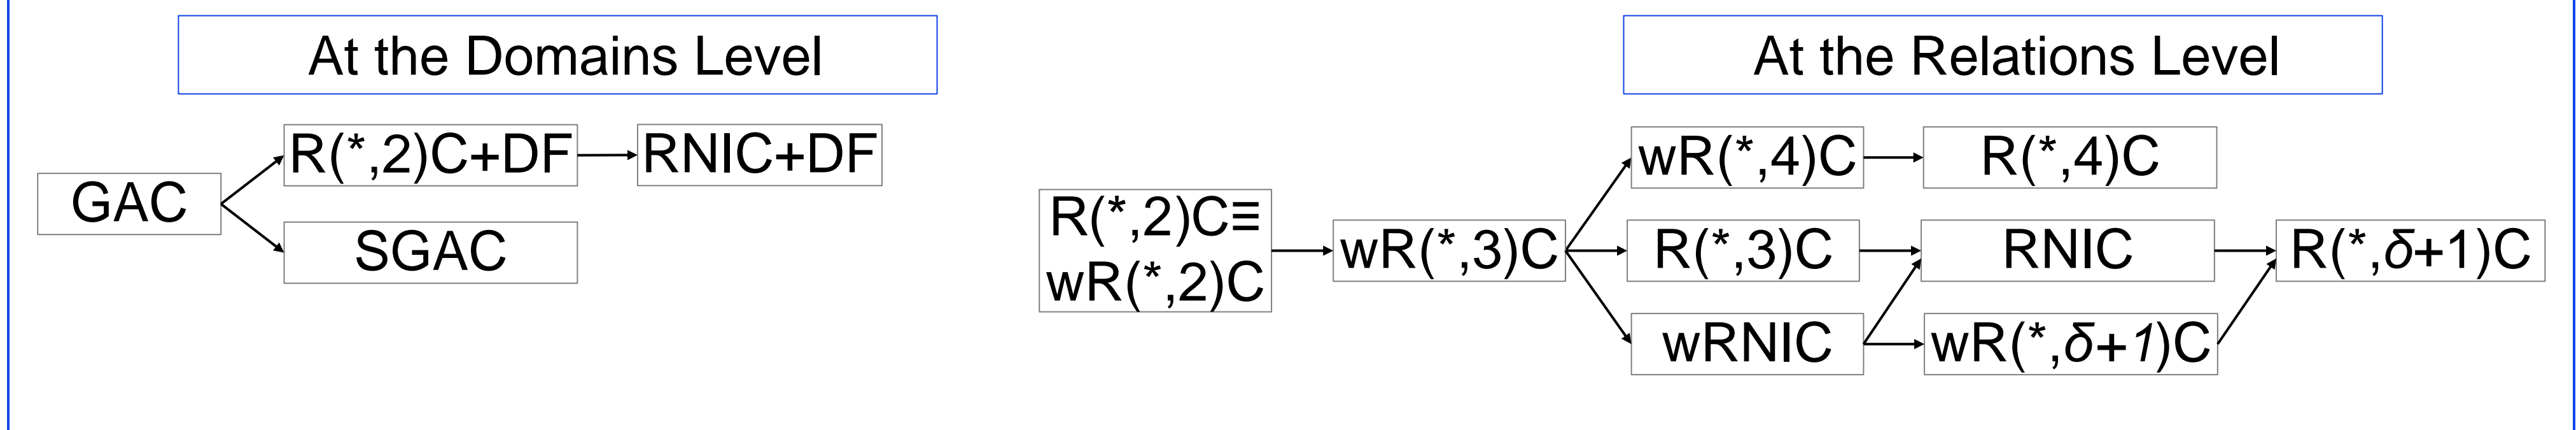 At the Domains Level
GAC
R(*,2)C+DF
RNIC+DF
SGAC
At the Relations Level
R(*,2)C≡
wR(*,2)C
wR(*,3)C
wR(*,4)C
R(*,4)C
R(*,3)C
RNIC
R(*,δ+1)C
wRNIC
wR(*,δ+1)C